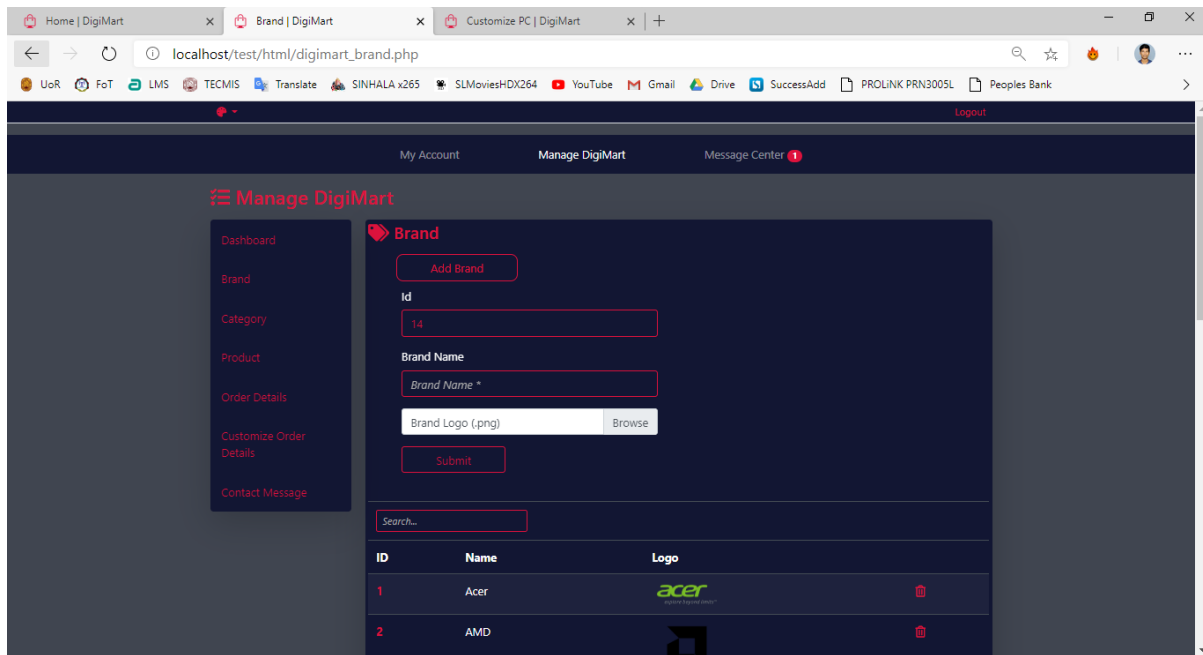 Home | DigiMart
Brand | DigiMart
Customize PC | DigiMart
localhost/test/html/digimart_brand.php
UoR FoT LMS TECMIS Translate SINHALA x265 SLMoviesHDX264 YouTube Gmail Drive SuccessAdd PROLiNK PRN3005L Peoples Bank
Logout
My Account Manage DigiMart Message Center 1
Manage DigiMart
Dashboard
Brand
Category
Product
Order Details
Customize Order
Details
Contact Message
Brand
Add Brand
Id
14
Brand Name
Brand Name *
Brand Logo (.png) Browse
Submit
Search...
ID Name Logo
1 Acer acer
2 AMD